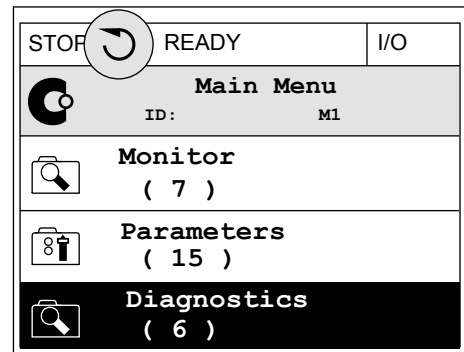 STOP READY I/O
Main Menu
ID: M1
Monitor
( 7 )
Parameters
( 15 )
Diagnostics
( 6 )